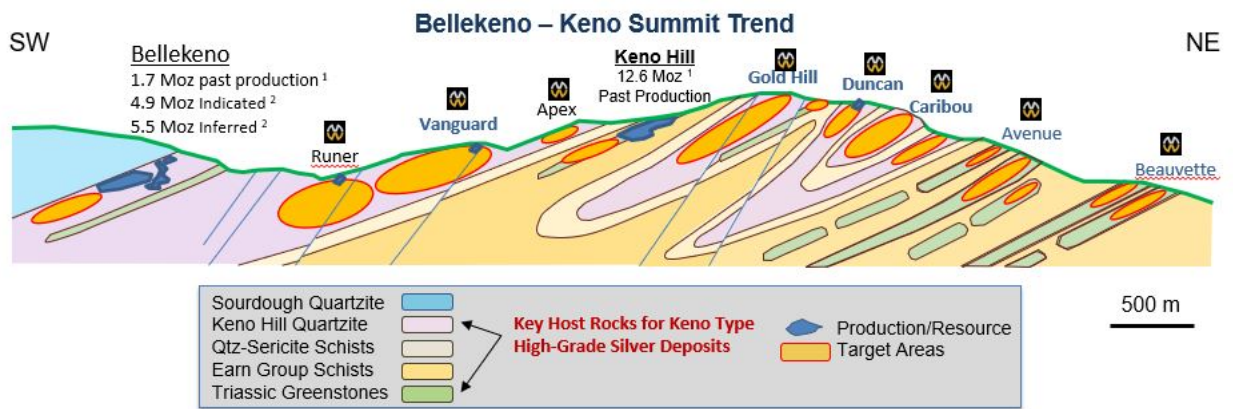 Bellekeno – Keno Summit Trend
SW
NE
Bellekeno
1.7 Moz past production ¹
4.9 Moz Indicated ²
5.5 Moz Inferred ²
Runer
Vanguard
Apex
Keno Hill
12.6 Moz ¹
Past Production
Gold Hill
Duncan
Caribou
Avenue
Beauvette
Sourdough Quartzite
Keno Hill Quartzite
Qtz-Sericite Schists
Earn Group Schists
Triassic Greenstones
Key Host Rocks for Keno Type
High-Grade Silver Deposits
Production/Resource
Target Areas
500 m